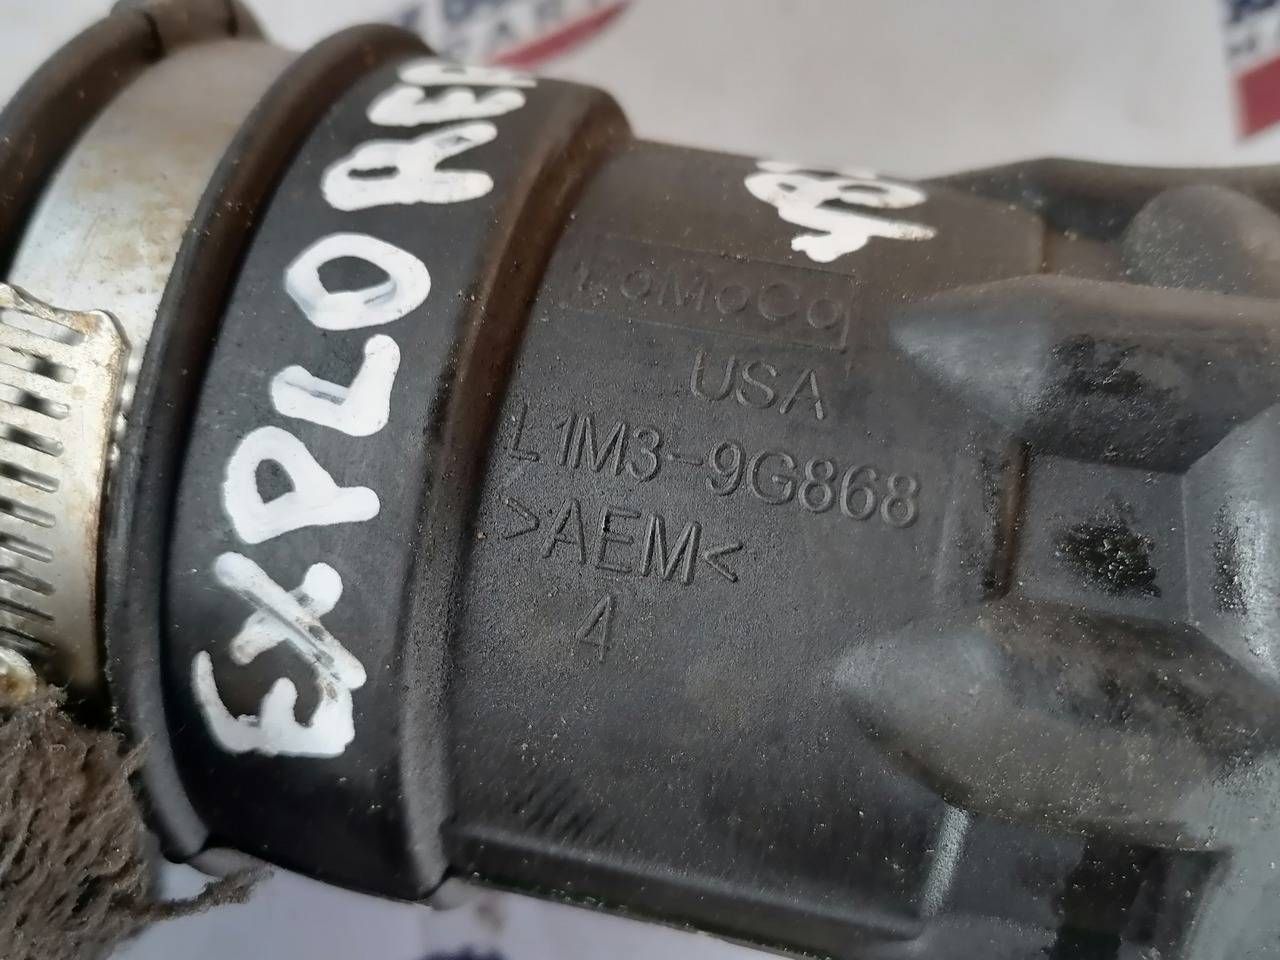 EXPLORER
FoMoCo
USA
L1M3-9G868
>AEM<
4